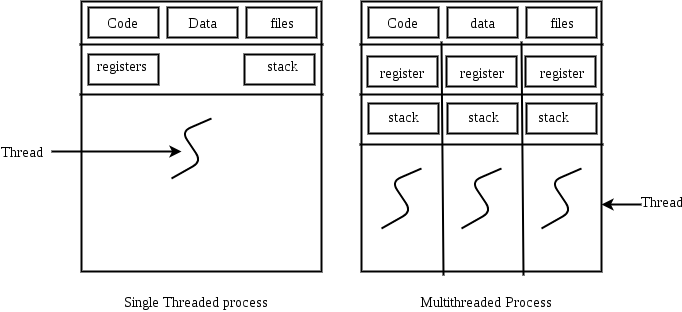 Code Data files
registers stack
Thread
Single Threaded process
Code data files
register register register
stack stack stack
Thread
Multithreaded Process